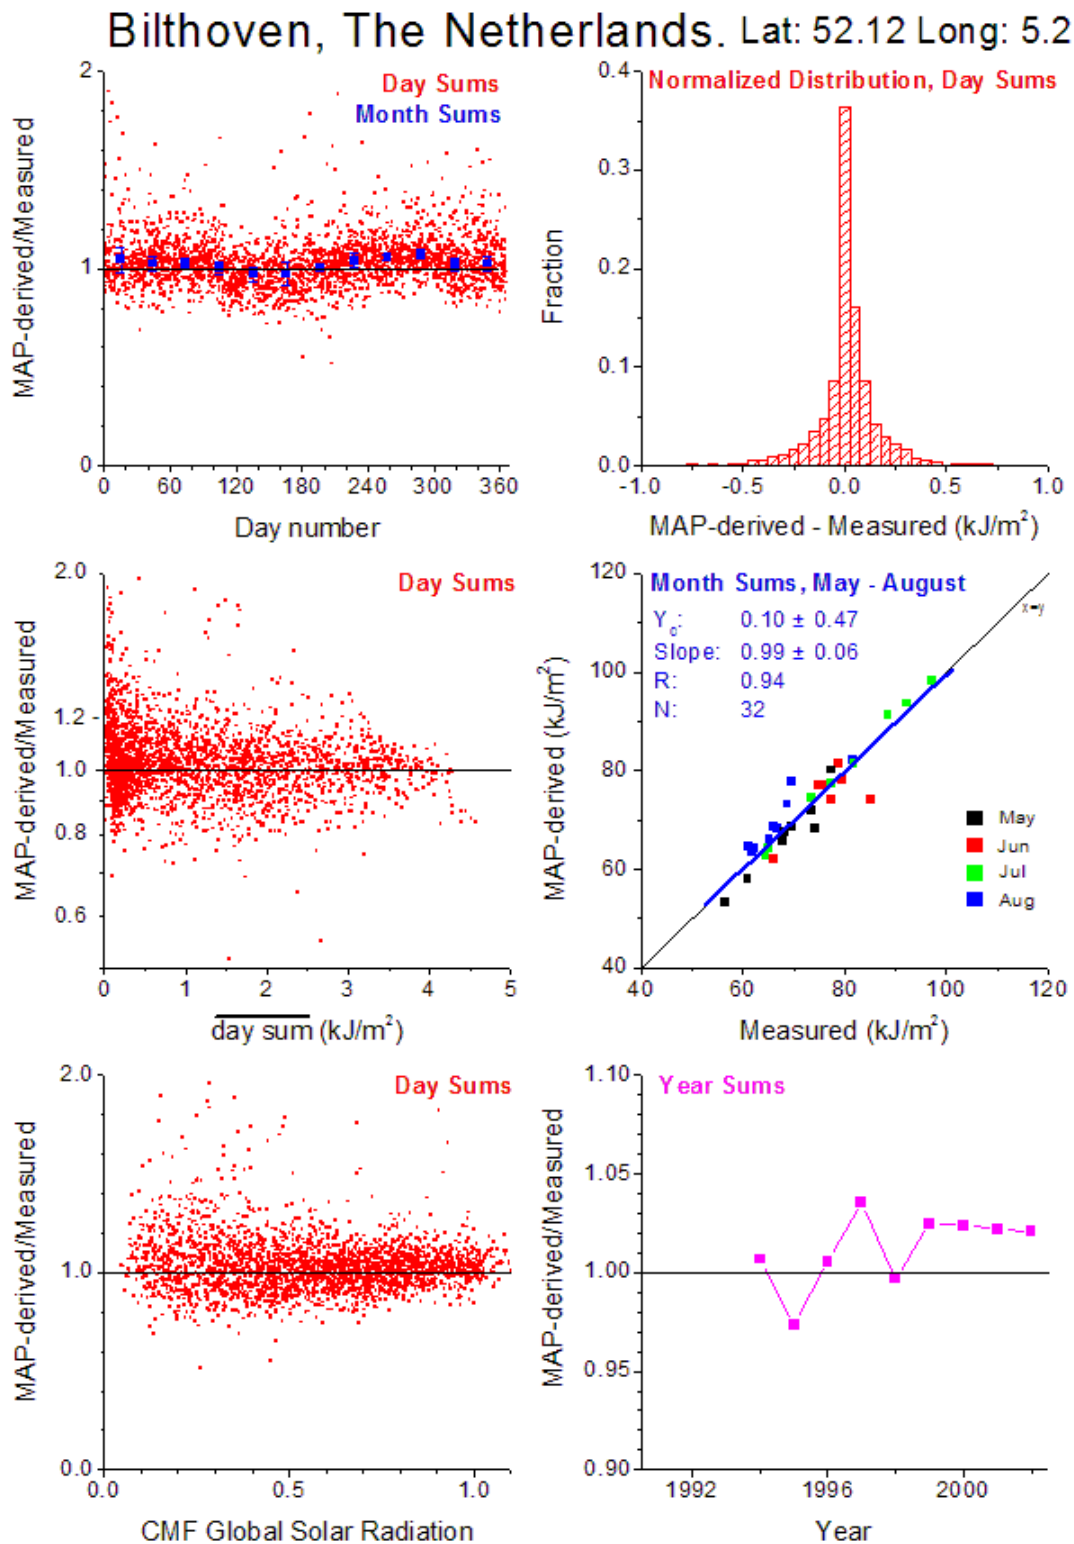 Bilthoven, The Netherlands. Lat: 52.12 Long: 5.2
MAP-derived/Measured
2
1
0
Day Sums
Month Sums
0 60 120 180 240 300 360
Day number
Fraction
0.4
0.3
0.2
0.1
0.0
Normalized Distribution, Day Sums
-1.0 -0.5 0.0 0.5 1.0
MAP-derived - Measured (kJ/m²)
MAP-derived/Measured
2.0
1.2
1.0
0.8
0.6
Day Sums
0 1 2 3 4 5
day sum (kJ/m²)
MAP-derived (kJ/m²)
120
100
80
60
40
Month Sums, May - August
Y₀: 0.10 ± 0.47
Slope: 0.99 ± 0.06
R: 0.94
N: 32
x=y
May
Jun
Jul
Aug
40 60 80 100 120
Measured (kJ/m²)
MAP-derived/Measured
2.0
1.0
0.0
Day Sums
0.0 0.5 1.0
CMF Global Solar Radiation
MAP-derived/Measured
1.10
1.05
1.00
0.95
0.90
Year Sums
1992 1996 2000
Year